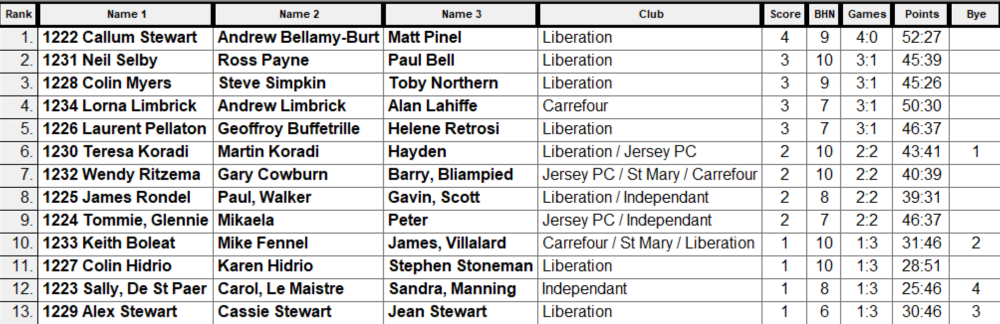 Rank Name 1 Name 2 Name 3 Club Score BHN Games Points Bye
1. 1222 Callum Stewart Andrew Bellamy-Burt Matt Pinel Liberation 4 9 4:0 52:27
2. 1231 Neil Selby Ross Payne Paul Bell Liberation 3 10 3:1 45:39
3. 1228 Colin Myers Steve Simpkin Toby Northern Liberation 3 9 3:1 45:26
4. 1234 Lorna Limbrick Andrew Limbrick Alan Lahiffe Carrefour 3 7 3:1 50:30
5. 1226 Laurent Pellaton Geoffroy Buffetrille Helene Retrosi Liberation 3 7 3:1 46:37
6. 1230 Teresa Koradi Martin Koradi Hayden Liberation / Jersey PC 2 10 2:2 43:41 1
7. 1232 Wendy Ritzema Gary Cowburn Barry, Bliampied Jersey PC / St Mary / Carrefour 2 10 2:2 40:39
8. 1225 James Rondel Paul, Walker Gavin, Scott Liberation / Independant 2 8 2:2 39:31
9. 1224 Tommie, Glennie Mikaela Peter Jersey PC / Independant 2 7 2:2 46:37
10. 1233 Keith Boleat Mike Fennel James, Villalard Carrefour / St Mary / Liberation 1 10 1:3 31:46 2
11. 1227 Colin Hidrio Karen Hidrio Stephen Stoneman Liberation 1 10 1:3 28:51
12. 1223 Sally, De St Paer Carol, Le Maistre Sandra, Manning Independant 1 8 1:3 25:46 4
13. 1229 Alex Stewart Cassie Stewart Jean Stewart Liberation 1 6 1:3 30:46 3